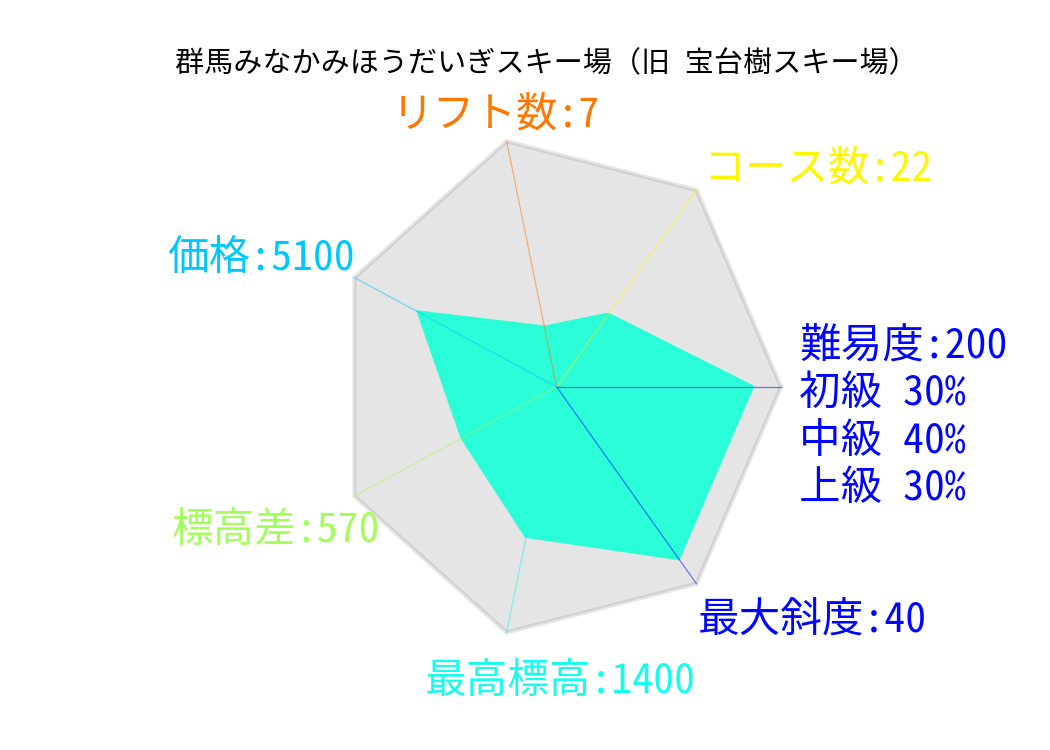 群馬みなかみほうだいぎスキー場（旧 宝台樹スキー場）
リフト数:7
コース数:22
価格:5100
難易度:200
初級 30%
中級 40%
上級 30%
標高差:570
最大斜度:40
最高標高:1400